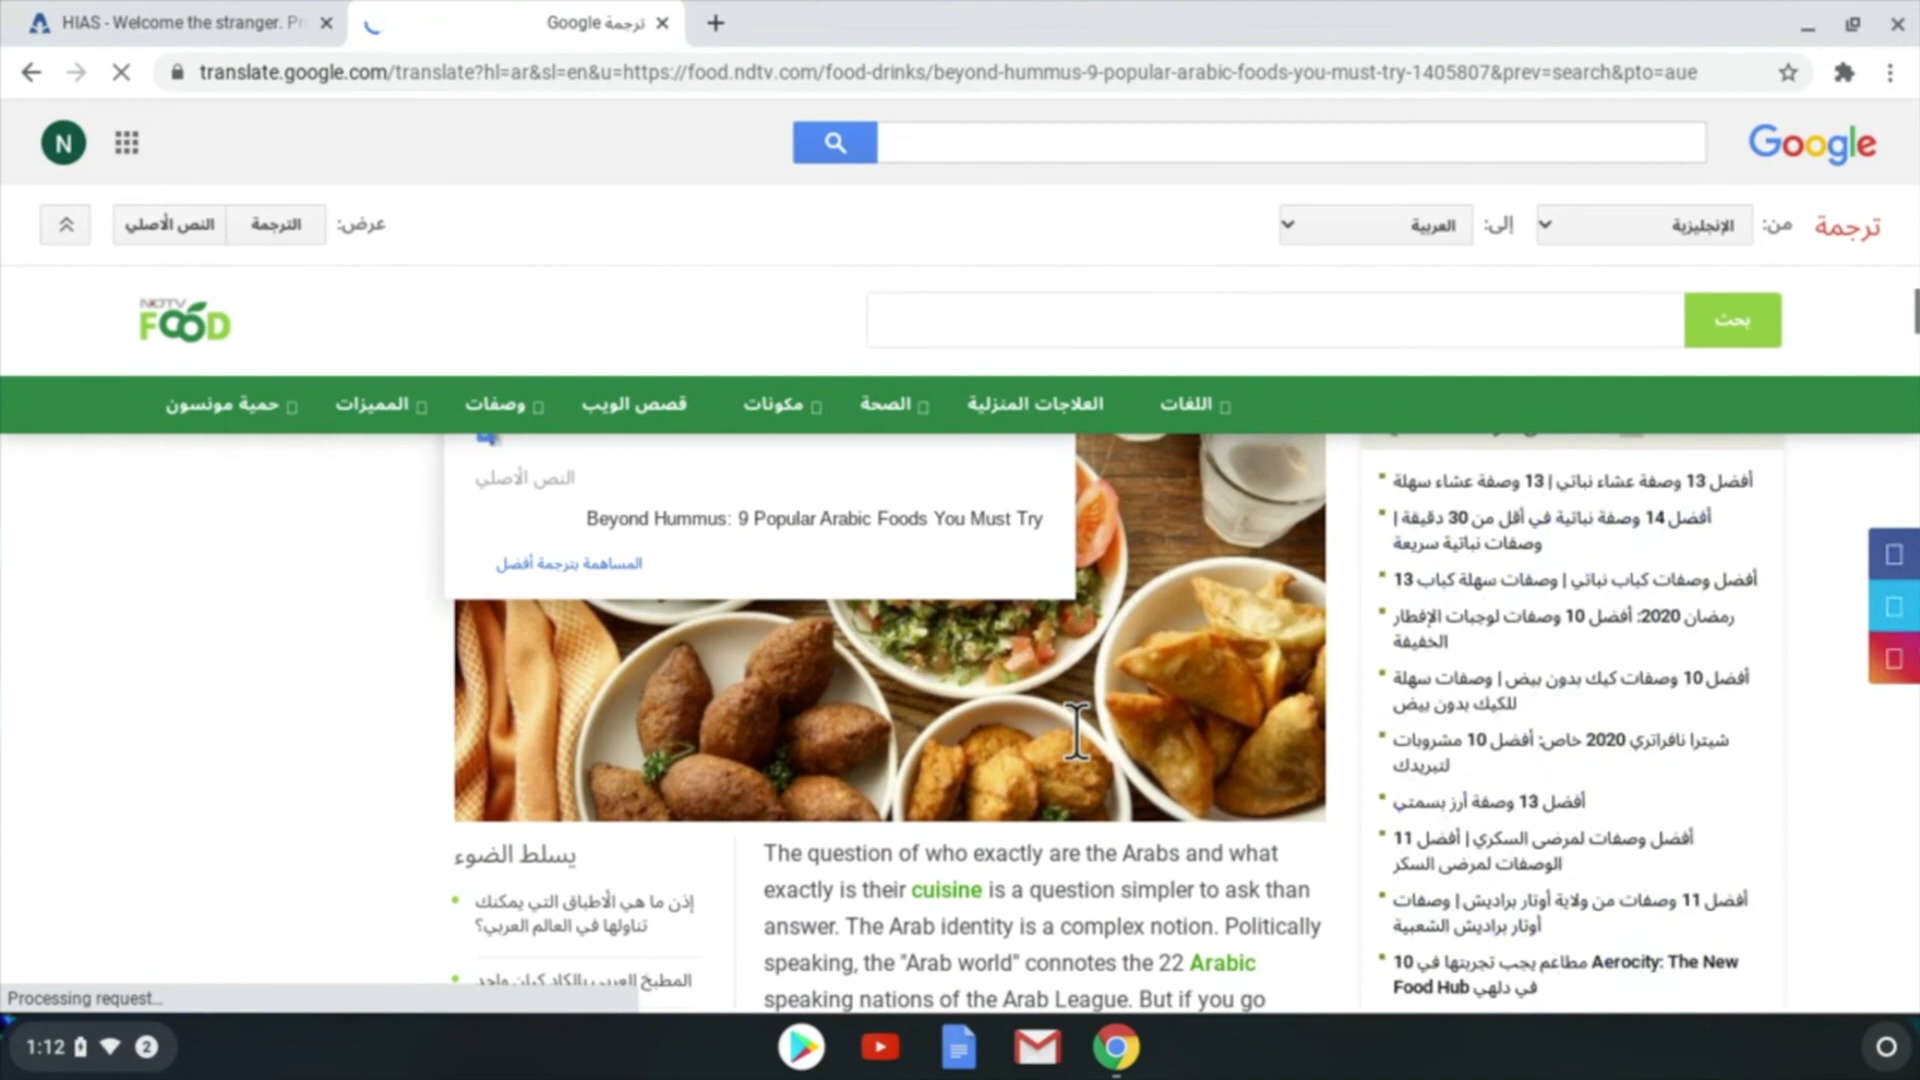 HIAS - Welcome the stranger. Pr
ترجمة Google
translate.google.com/translate?hl=ar&sl=en&u=https://food.ndtv.com/food-drinks/beyond-hummus-9-popular-arabic-foods-you-must-try-1405807&prev=search&pto=aue
N
Google
ترجمة
من:
الإنجليزية
إلى:
العربية
عرض:
الترجمة
النص الأصلي
NDTV
FOOD
بحث
حمية مونسون
المميزات
وصفات
قصص الويب
مكونات
الصحة
العلاجات المنزلية
اللغات
النص الأصلي
Beyond Hummus: 9 Popular Arabic Foods You Must Try
المساهمة بترجمة أفضل
يسلط الضوء
إذن ما هي الأطباق التي يمكنك
تناولها في العالم العربي؟
المطبخ العربي بالكاد كيان واحد
The question of who exactly are the Arabs and what
exactly is their cuisine is a question simpler to ask than
answer. The Arab identity is a complex notion. Politically
speaking, the "Arab world" connotes the 22 Arabic
speaking nations of the Arab League. But if you go
أفضل 13 وصفة عشاء نباتي | 13 وصفة عشاء سهلة
أفضل 14 وصفة نباتية في أقل من 30 دقيقة |
وصفات نباتية سريعة
أفضل وصفات كباب نباتي | وصفات سهلة كباب 13
رمضان 2020: أفضل 10 وصفات لوجبات الإفطار
الخفيفة
أفضل 10 وصفات كيك بدون بيض | وصفات سهلة
للكيك بدون بيض
شيترا نافراتري 2020 خاص: أفضل 10 مشروبات
لتبريدك
أفضل 13 وصفة أرز بسمتي
أفضل وصفات لمرضى السكري | أفضل 11
الوصفات لمرضى السكر
أفضل 11 وصفات من ولاية أوتار براديش | وصفات
أوتار براديش الشعبية
10 مطاعم يجب تجربتها في Aerocity: The New
Food Hub في دلهي
Processing request...
1:12
2